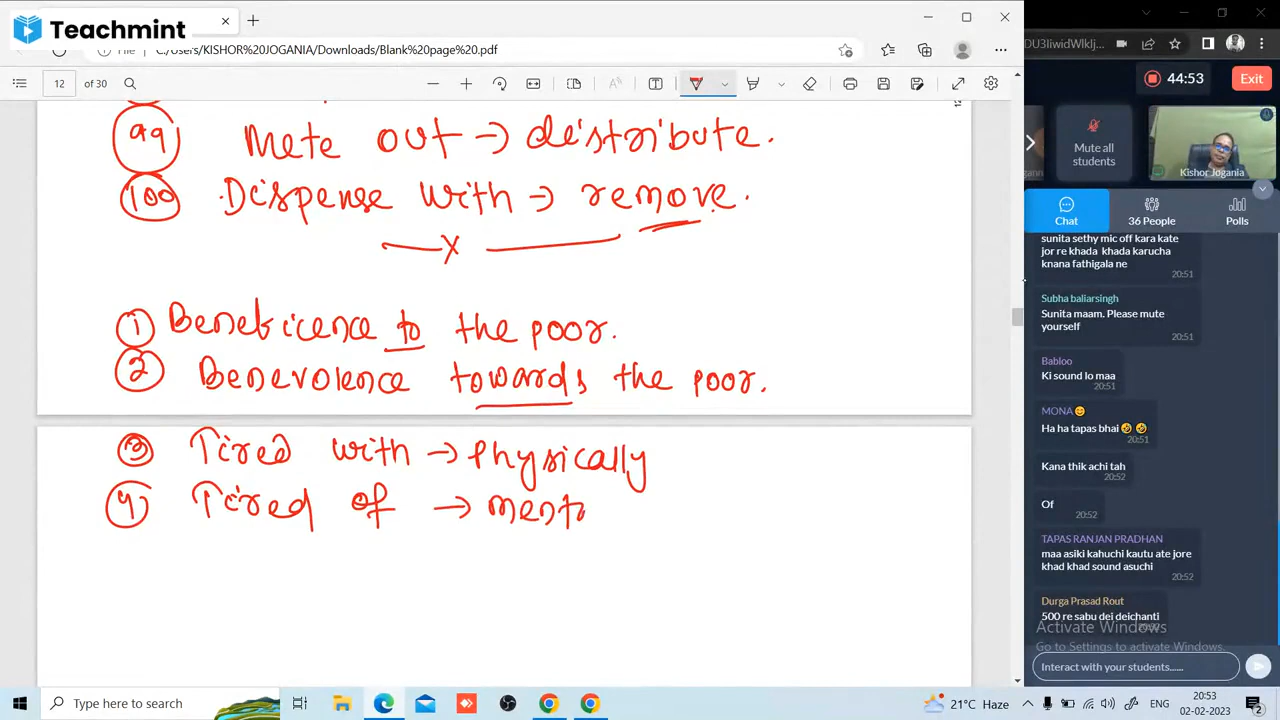 Teachmint
File
C:/Users/KISHOR%20JOGANIA/Downloads/Blank%20page%20.pdf
12
of 30
99 Mete out → distribute.
100 Dispense with → remove.
x
1 Beneficence to the poor.
2 Benevolence towards the poor.
3 Tired with → Physically
4 Tired of → menta
DU3IiwidWlkIj...
44:53
Exit
Mute all
students
Kishor Jogania
Chat
36 People
Polls
sunita sethy mic off kara kate
jor re khada khada karucha
knana fathigala ne
20:51
Subha baliarsingh
Sunita maam. Please mute
yourself
20:51
Babloo
Ki sound lo maa
20:51
MONA😊
Ha ha tapas bhai 🤣 🤣
20:51
Kana thik achi tah
20:52
Of
20:52
TAPAS RANJAN PRADHAN
maa asiki kahuchi kautu ate jore
khad khad sound asuchi
20:52
Durga Prasad Rout
500 re sabu dei deichanti
Activate Windows
Go to Settings to activate Windows.
Interact with your students......
Type here to search
21°C Haze
ENG
20:53
02-02-2023
2